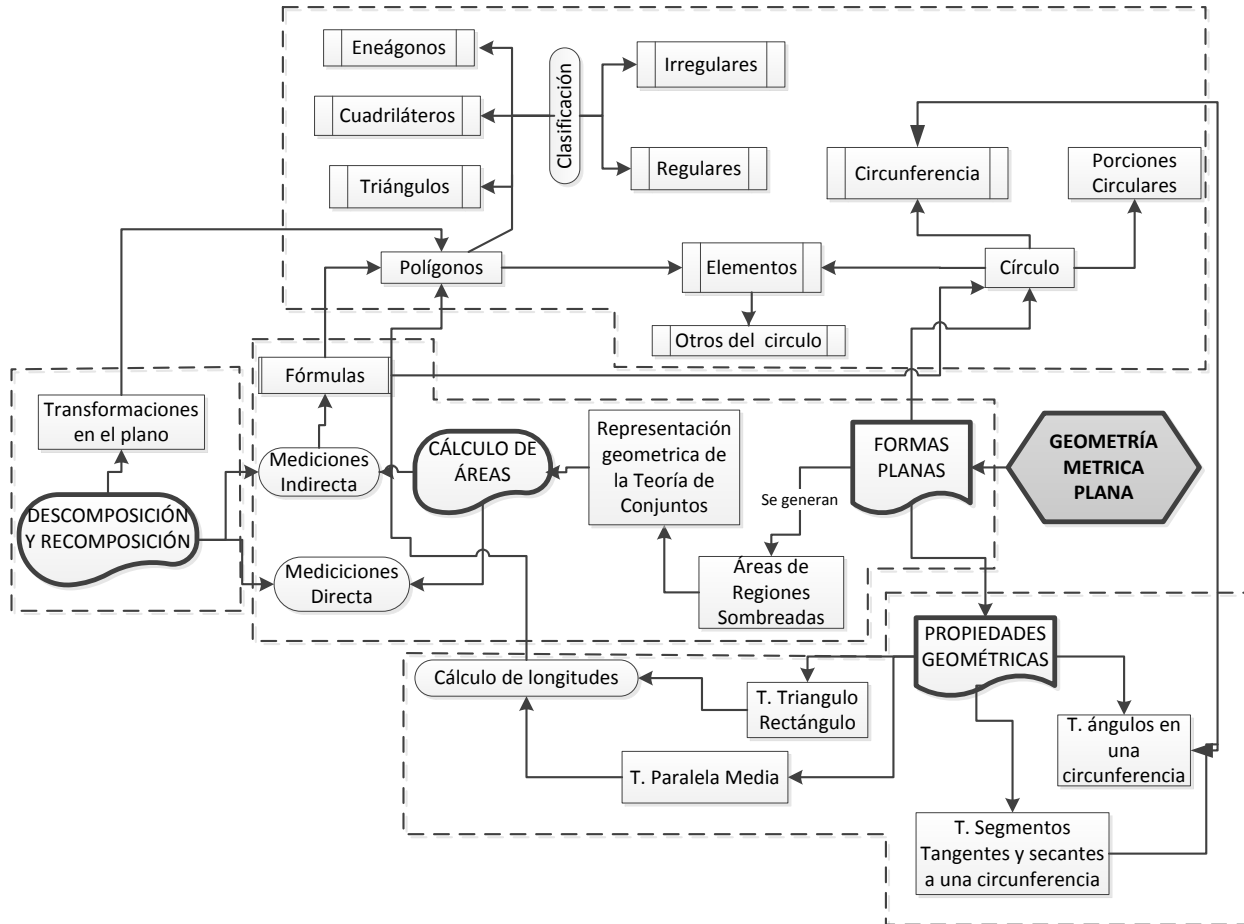 Eneágonos
Irregulares
Clasificación
Cuadriláteros
Regulares
Triángulos
Circunferencia
Porciones
Circulares
Polígonos
Elementos
Círculo
Otros del circulo
Fórmulas
Transformaciones
en el plano
Mediciones
Indirecta
CÁLCULO DE
ÁREAS
Representación
geometrica de
la Teoría de
Conjuntos
FORMAS
PLANAS
GEOMETRÍA
METRICA
PLANA
Se generan
DESCOMPOSICIÓN
Y RECOMPOSICIÓN
Mediciciones
Directa
Áreas de
Regiones
Sombreadas
PROPIEDADES
GEOMÉTRICAS
Cálculo de longitudes
T. Triangulo
Rectángulo
T. ángulos en
una
circunferencia
T. Paralela Media
T. Segmentos
Tangentes y secantes
a una circunferencia